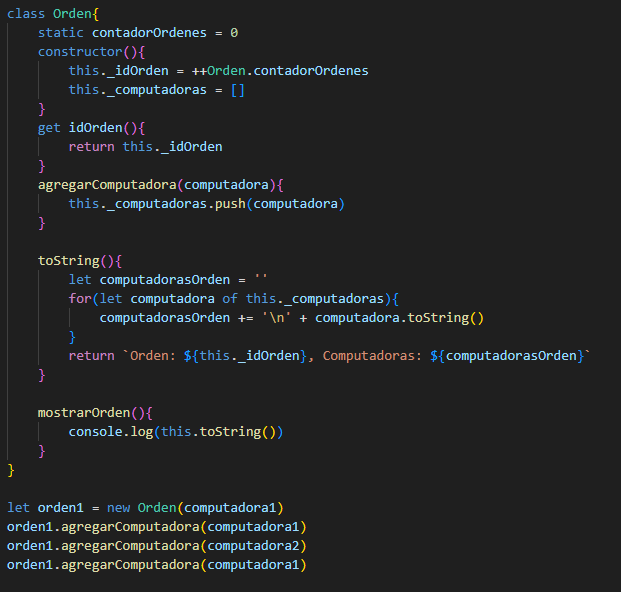 class Orden{
    static contadorOrdenes = 0
    constructor(){
        this._idOrden = ++Orden.contadorOrdenes
        this._computadoras = []
    }
    get idOrden(){
        return this._idOrden
    }
    agregarComputadora(computadora){
        this._computadoras.push(computadora)
    }

    toString(){
        let computadorasOrden = ''
        for(let computadora of this._computadoras){
            computadorasOrden += '\n' + computadora.toString()
        }
        return `Orden: ${this._idOrden}, Computadoras: ${computadorasOrden}`
    }

    mostrarOrden(){
        console.log(this.toString())
    }
}

let orden1 = new Orden(computadora1)
orden1.agregarComputadora(computadora1)
orden1.agregarComputadora(computadora2)
orden1.agregarComputadora(computadora1)